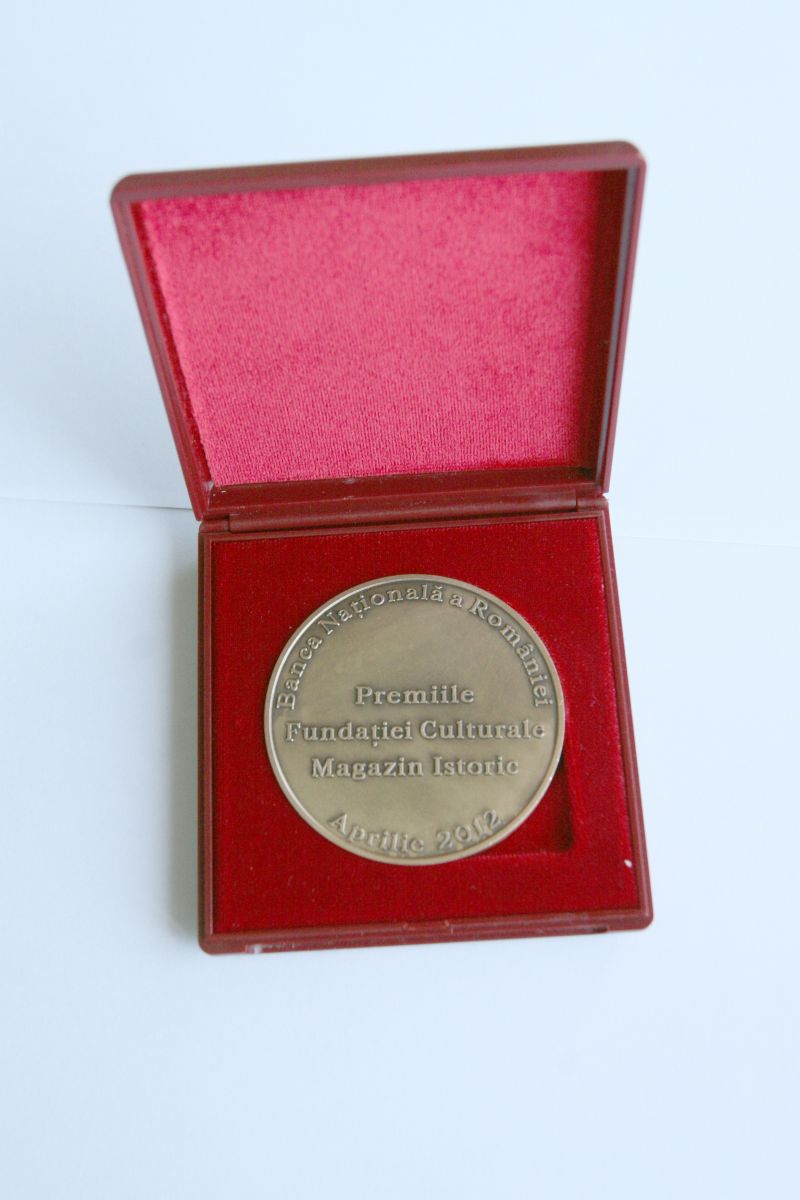 Banca Națională a României
Premiile
Fundației Culturale
Magazin Istoric
Aprilie 2012